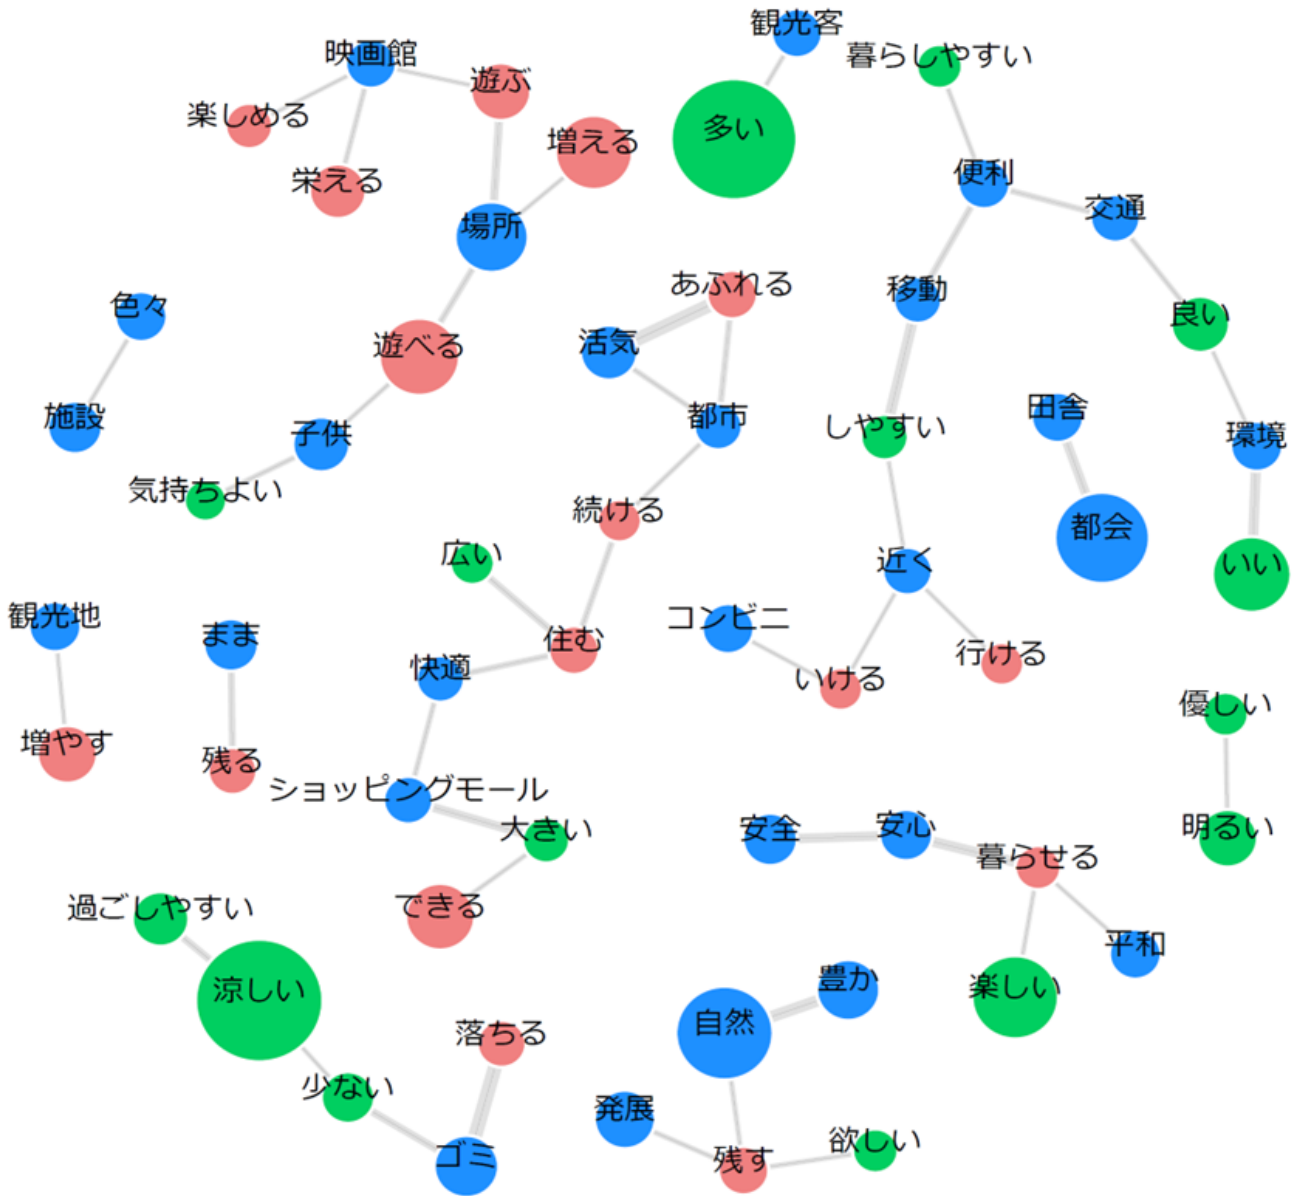 観光客
映画館
暮らしやすい
遊ぶ
楽しめる
多い
増える
栄える
便利
交通
場所
あふれる
移動
色々
良い
活気
遊べる
田舎
施設
都市
しやすい
子供
環境
気持ちよい
続ける
都会
広い
近く
いい
観光地
コンビニ
まま
住む
行ける
快適
いける
優しい
増やす
残る
ショッピングモール
大きい
安全
安心
明るい
暮らせる
過ごしやすい
できる
平和
豊か
涼しい
楽しい
自然
落ちる
少ない
発展
欲しい
ゴミ
残す